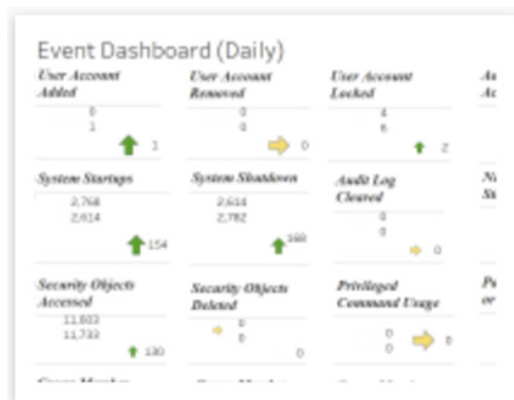 Event Dashboard (Daily)
User Account Added
0
1
1
User Account Removed
0
0
0
User Account Locked
4
6
2
System Startups
2,768
2,614
154
System Shutdown
2,614
2,782
168
Audit Log Cleared
0
0
0
Security Objects Accessed
11,603
11,733
130
Security Objects Deleted
0
0
0
Privileged Command Usage
0
0
0